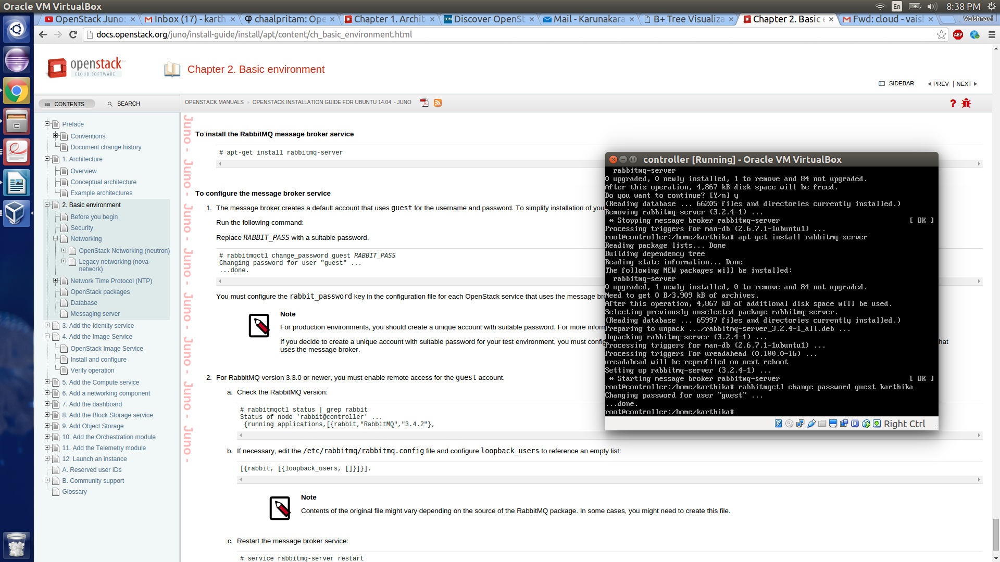 Oracle VM VirtualBox
En
8:38 PM
OpenStack Juno:
Inbox (17) - karth
chaalpritam: Ope
Chapter 1. Archit
Discover OpenSt
Mail - Karunakara
B+ Tree Visualiza
Chapter 2. Basic e
Fwd: cloud - vais
Vaishnavi
docs.openstack.org/juno/install-guide/install/apt/content/ch_basic_environment.html
ABP
openstack
CLOUD SOFTWARE
Chapter 2. Basic environment
SIDEBAR
PREV | NEXT
CONTENTS
SEARCH
OPENSTACK MANUALS » OPENSTACK INSTALLATION GUIDE FOR UBUNTU 14.04 - JUNO
Preface
Conventions
Document change history
1. Architecture
Overview
Conceptual architecture
Example architectures
2. Basic environment
Before you begin
Security
Networking
OpenStack Networking (neutron)
Legacy networking (nova-
network)
Network Time Protocol (NTP)
OpenStack packages
Database
Messaging server
3. Add the Identity service
4. Add the Image Service
OpenStack Image Service
Install and configure
Verify operation
5. Add the Compute service
6. Add a networking component
7. Add the dashboard
8. Add the Block Storage service
9. Add Object Storage
10. Add the Orchestration module
11. Add the Telemetry module
12. Launch an instance
A. Reserved user IDs
B. Community support
Glossary
Juno - Juno - Juno - Juno - Juno - Juno - Juno - Juno -
To install the RabbitMQ message broker service
# apt-get install rabbitmq-server
To configure the message broker service
1. The message broker creates a default account that uses guest for the username and password. To simplify installation of you
Run the following command:
Replace RABBIT_PASS with a suitable password.
# rabbitmqctl change_password guest RABBIT_PASS
Changing password for user "guest" ...
...done.
You must configure the rabbit_password key in the configuration file for each OpenStack service that uses the message br
Note
For production environments, you should create a unique account with suitable password. For more inform
If you decide to create a unique account with suitable password for your test environment, you must config
hat
uses the message broker.
2. For RabbitMQ version 3.3.0 or newer, you must enable remote access for the guest account.
a. Check the RabbitMQ version:
# rabbitmqctl status | grep rabbit
Status of node 'rabbit@controller' ...
{running_applications,[{rabbit,"RabbitMQ","3.4.2"},
b. If necessary, edit the /etc/rabbitmq/rabbitmq.config file and configure loopback_users to reference an empty list:
[{rabbit, [{loopback_users, []}]}].
Note
Contents of the original file might vary depending on the source of the RabbitMQ package. In some cases, you might need to create this file.
c. Restart the message broker service:
# service rabbitmq-server restart
controller [Running] - Oracle VM VirtualBox
rabbitmq-server
0 upgraded, 0 newly installed, 1 to remove and 84 not upgraded.
After this operation, 4,867 kB disk space will be freed.
Do you want to continue? [Y/n] y
(Reading database ... 66205 files and directories currently installed.)
Removing rabbitmq-server (3.2.4-1) ...
* Stopping message broker rabbitmq-server [ OK ]
Processing triggers for man-db (2.6.7.1-1ubuntu1) ...
root@controller:/home/karthika# apt-get install rabbitmq-server
Reading package lists... Done
Building dependency tree
Reading state information... Done
The following NEW packages will be installed:
rabbitmq-server
0 upgraded, 1 newly installed, 0 to remove and 84 not upgraded.
Need to get 0 B/3,909 kB of archives.
After this operation, 4,867 kB of additional disk space will be used.
Selecting previously unselected package rabbitmq-server.
(Reading database ... 65997 files and directories currently installed.)
Preparing to unpack .../rabbitmq-server_3.2.4-1_all.deb ...
Unpacking rabbitmq-server (3.2.4-1) ...
Processing triggers for man-db (2.6.7.1-1ubuntu1) ...
Processing triggers for ureadahead (0.100.0-16) ...
ureadahead will be reprofiled on next reboot
Setting up rabbitmq-server (3.2.4-1) ...
* Starting message broker rabbitmq-server [ OK ]
root@controller:/home/karthika# rabbitmqctl change_password guest karthika
Changing password for user "guest" ...
...done.
root@controller:/home/karthika#
Right Ctrl